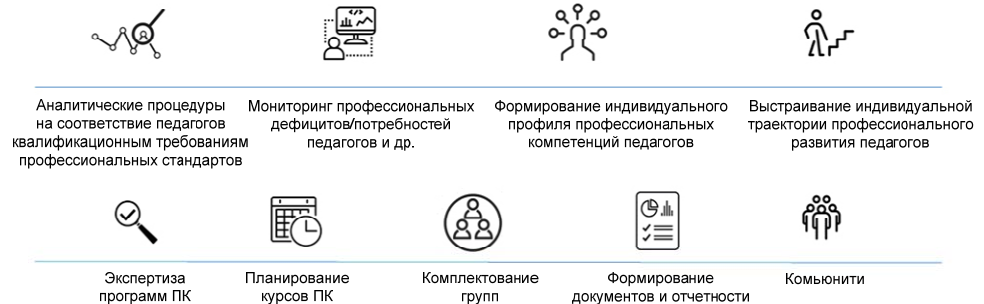 Аналитические процедуры
на соответствие педагогов
квалификационным требованиям
профессиональных стандартов
Мониторинг профессиональных
дефицитов/потребностей
педагогов и др.
Формирование индивидуального
профиля профессиональных
компетенций педагогов
Выстраивание индивидуальной
траектории профессионального
развития педагогов
Экспертиза
программ ПК
Планирование
курсов ПК
Комплектование
групп
Формирование
документов и отчетности
Комьюнити